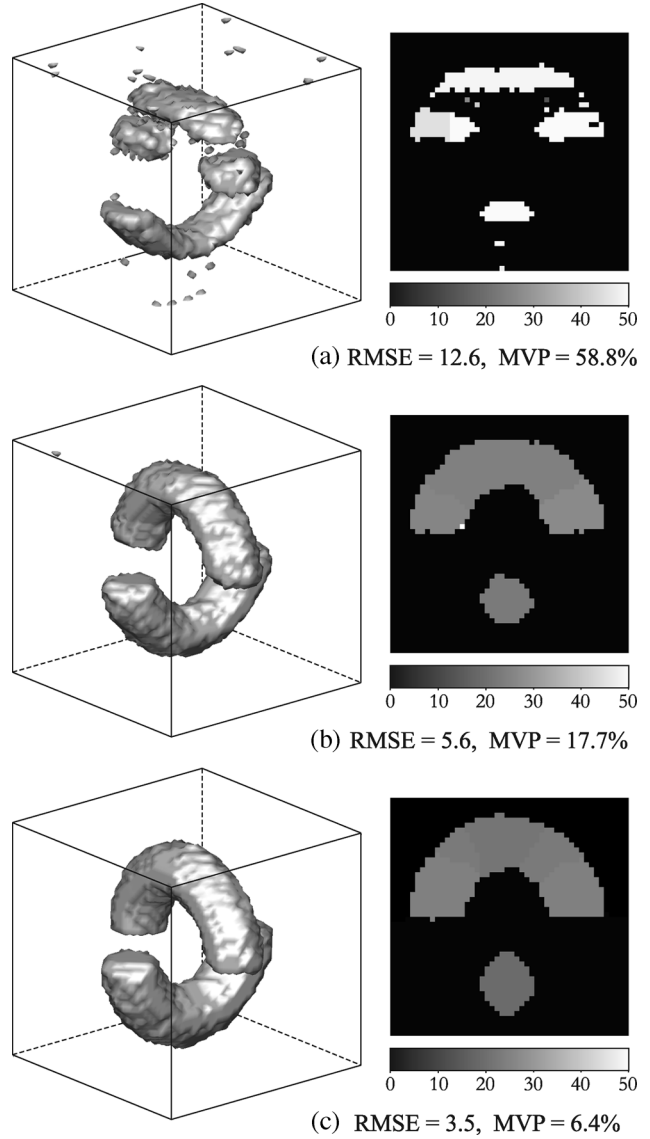 0 10 20 30 40 50
(a) RMSE = 12.6, MVP = 58.8%
0 10 20 30 40 50
(b) RMSE = 5.6, MVP = 17.7%
0 10 20 30 40 50
(c) RMSE = 3.5, MVP = 6.4%